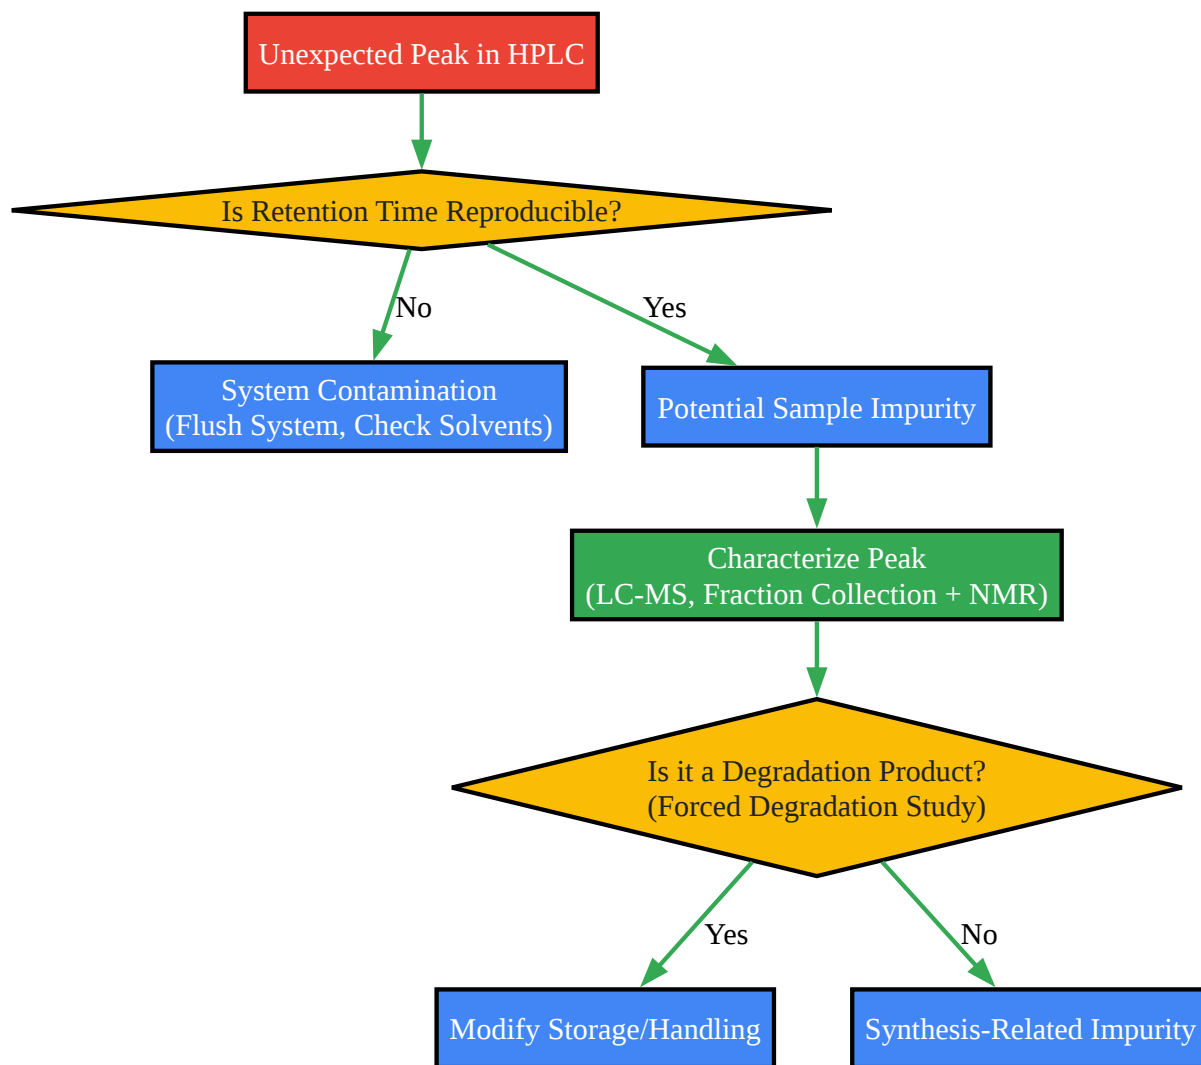 Unexpected Peak in HPLC
Is Retention Time Reproducible?
No
Yes
System Contamination
(Flush System, Check Solvents)
Potential Sample Impurity
Characterize Peak
(LC-MS, Fraction Collection + NMR)
Is it a Degradation Product?
(Forced Degradation Study)
Yes
No
Modify Storage/Handling
Synthesis-Related Impurity